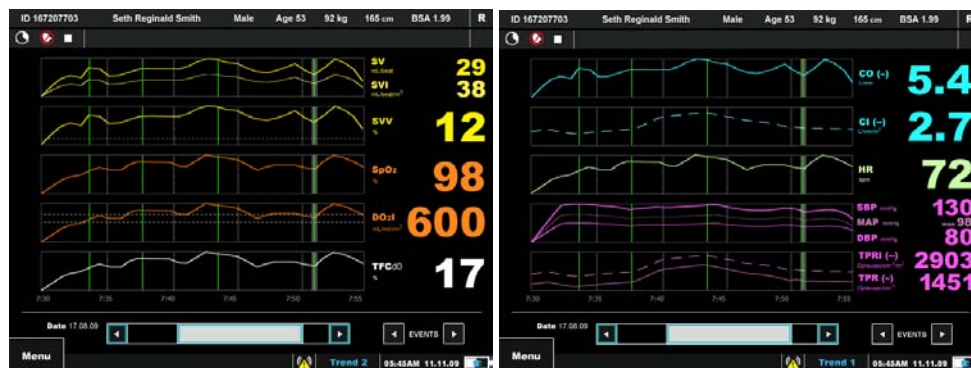 ID 167207703 Seth Reginald Smith Male Age 53 92 kg 165 cm BSA 1.99 R
SV
mL/beat
29
SVI
38
SVV
%
12
SpO₂
%
98
DO₂I
600
TFCd0
%
17
7:30 7:35 7:40 7:45 7:50 7:55
Date 17.08.09
EVENTS
Menu
Trend 2 05:45AM 11.11.09
ID 167207703 Seth Reginald Smith Male Age 53 92 kg 165 cm BSA 1.99
CO (--)
L/min
5.4
CI (--)
2.7
HR
bpm
72
SBP mmHg 130
MAP mmHg 98
DBP mmHg 80
TPRI (--)
2903
TPR (--)
1451
7:30 7:35 7:40 7:45 7:50 7:55
Date 17.08.09
EVENTS
Menu
Trend 1 05:45AM 11.11.09